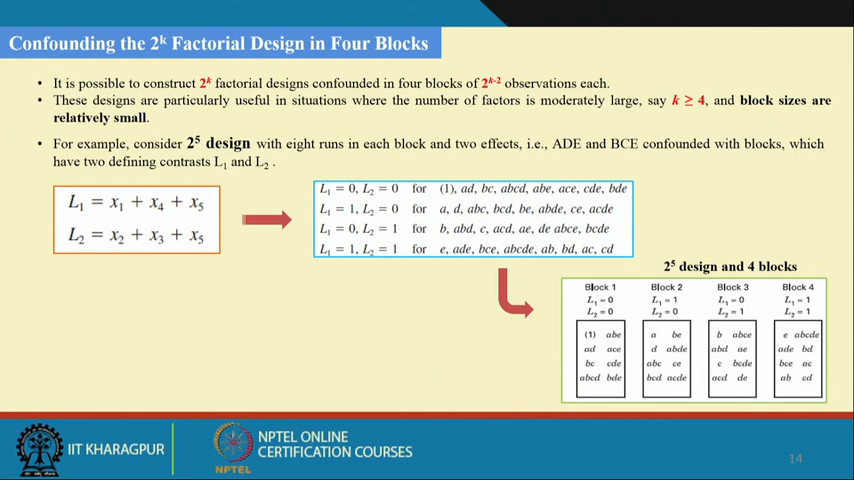 Confounding the 2ᵏ Factorial Design in Four Blocks
• It is possible to construct 2ᵏ factorial designs confounded in four blocks of 2ᵏ⁻² observations each.
• These designs are particularly useful in situations where the number of factors is moderately large, say k ≥ 4, and block sizes are
relatively small.
• For example, consider 2⁵ design with eight runs in each block and two effects, i.e., ADE and BCE confounded with blocks, which
have two defining contrasts L₁ and L₂ .
L₁ = x₁ + x₄ + x₅
L₂ = x₂ + x₃ + x₅
L₁ = 0, L₂ = 0 for (1), ad, bc, abcd, abe, ace, cde, bde
L₁ = 1, L₂ = 0 for a, d, abc, bcd, be, abde, ce, acde
L₁ = 0, L₂ = 1 for b, abd, c, acd, ae, de abce, bcde
L₁ = 1, L₂ = 1 for e, ade, bce, abcde, ab, bd, ac, cd
2⁵ design and 4 blocks
Block 1 Block 2 Block 3 Block 4
L₁ = 0 L₁ = 1 L₁ = 0 L₁ = 1
L₂ = 0 L₂ = 0 L₂ = 1 L₂ = 1
(1) abe a be b abce e abcde
ad ace d abde abd ae ade bd
bc cde abc ce c bcde bce ac
abcd bde bcd acde acd de ab cd
IIT KHARAGPUR
NPTEL
NPTEL ONLINE
CERTIFICATION COURSES
14